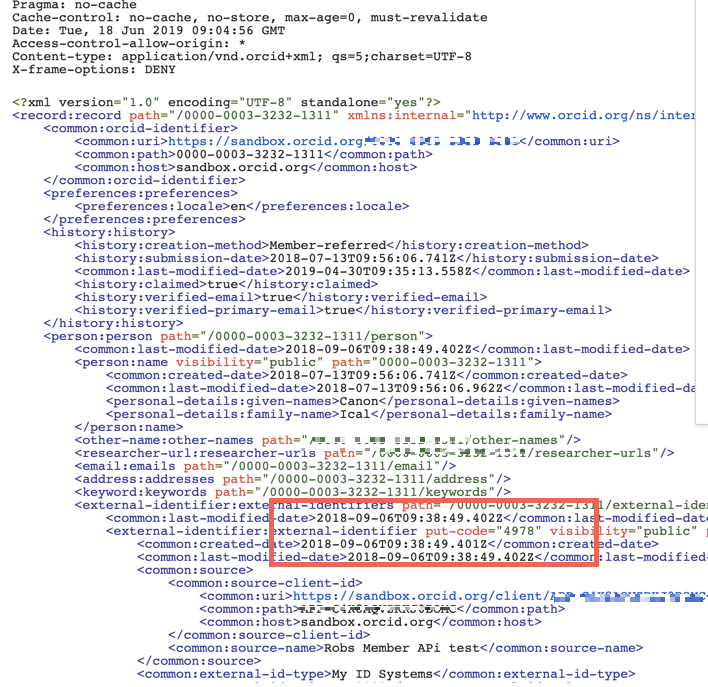 Pragma: no-cache
Cache-control: no-cache, no-store, max-age=0, must-revalidate
Date: Tue, 18 Jun 2019 09:04:56 GMT
Access-control-allow-origin: *
Content-type: application/vnd.orcid+xml; qs=5;charset=UTF-8
X-frame-options: DENY
<?xml version="1.0" encoding="UTF-8" standalone="yes"?>
<record:record path="/0000-0003-3232-1311" xmlns:internal="http://www.orcid.org/ns/inter
<common:orcid-identifier>
<common:uri>https://sandbox.orcid.org</common:uri>
<common:path>0000-0003-3232-1311</common:path>
<common:host>sandbox.orcid.org</common:host>
</common:orcid-identifier>
<preferences:preferences>
<preferences:locale>en</preferences:locale>
</preferences:preferences>
<history:history>
<history:creation-method>Member-referred</history:creation-method>
<history:submission-date>2018-07-13T09:56:06.741Z</history:submission-date>
<common:last-modified-date>2019-04-30T09:35:13.558Z</common:last-modified-date>
<history:claimed>true</history:claimed>
<history:verified-email>true</history:verified-email>
<history:verified-primary-email>true</history:verified-primary-email>
</history:history>
<person:person path="/0000-0003-3232-1311/person">
<common:last-modified-date>2018-09-06T09:38:49.402Z</common:last-modified-date>
<person:name visibility="public" path="0000-0003-3232-1311">
<common:created-date>2018-07-13T09:56:06.741Z</common:created-date>
<common:last-modified-date>2018-07-13T09:56:06.962Z</common:last-modified-da
<personal-details:given-names>Canon</personal-details:given-names>
<personal-details:family-name>Ical</personal-details:family-name>
</person:name>
<other-name:other-names path="/other-names"/>
<researcher-url:researcher-urls path="/researcher-urls"/>
<email:emails path="/0000-0003-3232-1311/email"/>
<address:addresses path="/0000-0003-3232-1311/address"/>
<keyword:keywords path="/0000-0003-3232-1311/keywords"/>
<external-identifier:external-identifiers path="/0000-0003-3232-1311/external-ide
<common:last-modified-date>2018-09-06T09:38:49.402Z</common:last-modified-date
<external-identifier:external-identifier put-code="4978" visibility="public" p
<common:created-date>2018-09-06T09:38:49.401Z</common:created-date>
<common:last-modified-date>2018-09-06T09:38:49.402Z</common:last-modified-da
<common:source>
<common:source-client-id>
<common:uri>https://sandbox.orcid.org/client/
<common:path></common:path>
<common:host>sandbox.orcid.org</common:host>
</common:source-client-id>
<common:source-name>Robs Member APi test</common:source-name>
</common:source>
<common:external-id-type>My ID Systems</common:external-id-type>